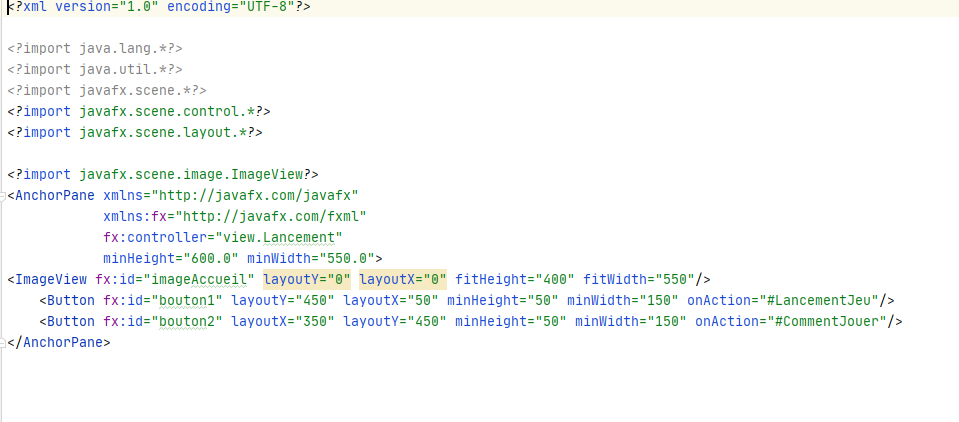 <?xml version="1.0" encoding="UTF-8"?>
<?import java.lang.*?>
<?import java.util.*?>
<?import javafx.scene.*?>
<?import javafx.scene.control.*?>
<?import javafx.scene.layout.*?>
<?import javafx.scene.image.ImageView?>
<AnchorPane xmlns="http://javafx.com/javafx"
xmlns:fx="http://javafx.com/fxml"
fx:controller="view.Lancement"
minHeight="600.0" minWidth="550.0">
<ImageView fx:id="imageAccueil" layoutY="0" layoutX="0" fitHeight="400" fitWidth="550"/>
<Button fx:id="bouton1" layoutY="450" layoutX="50" minHeight="50" minWidth="150" onAction="#LancementJeu"/>
<Button fx:id="bouton2" layoutX="350" layoutY="450" minHeight="50" minWidth="150" onAction="#CommentJouer"/>
</AnchorPane>